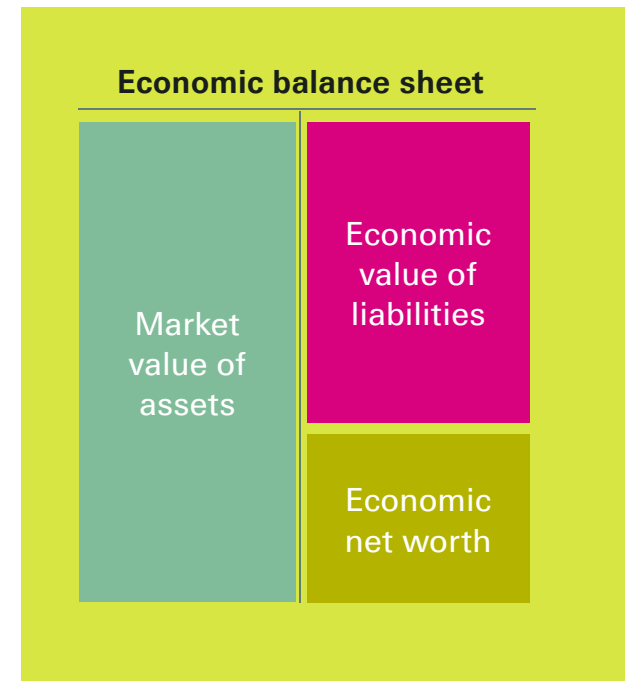 Economic balance sheet
Market
value of
assets
Economic
value of
liabilities
Economic
net worth